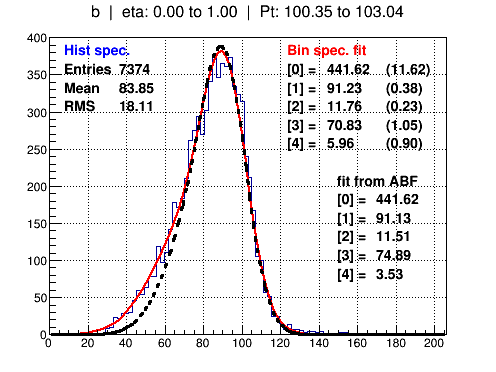 b | eta: 0.00 to 1.00 | Pt: 100.35 to 103.04
Hist spec.
Entries 7374
Mean 83.85
RMS 18.11
Bin spec. fit
[0] = 441.62 (11.62)
[1] = 91.23 (0.38)
[2] = 11.76 (0.23)
[3] = 70.83 (1.05)
[4] = 5.96 (0.90)
fit from ABF
[0] = 441.62
[1] = 91.13
[2] = 11.51
[3] = 74.89
[4] = 3.53
400
350
300
250
200
150
100
50
0
0 20 40 60 80 100 120 140 160 180 200